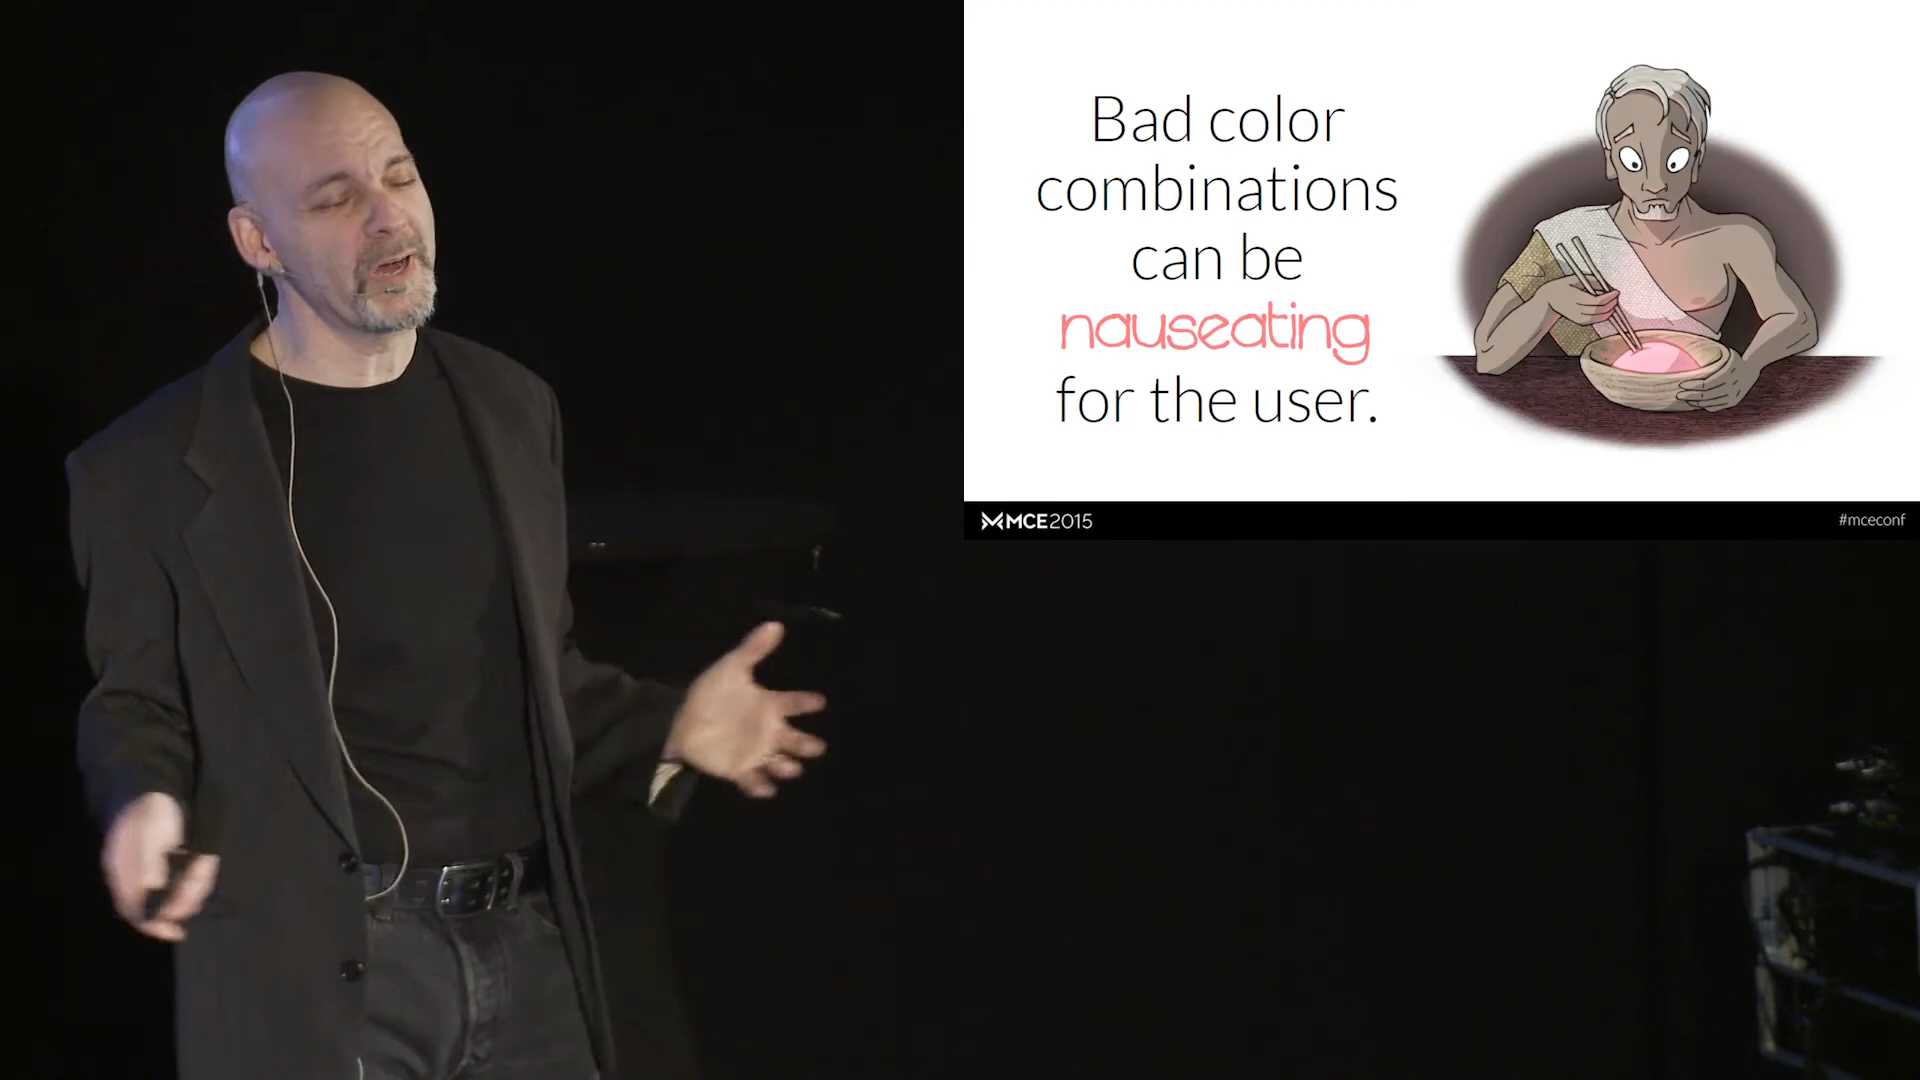 Bad color
combinations
can be
nauseating
for the user.
MCE2015
#mceconf